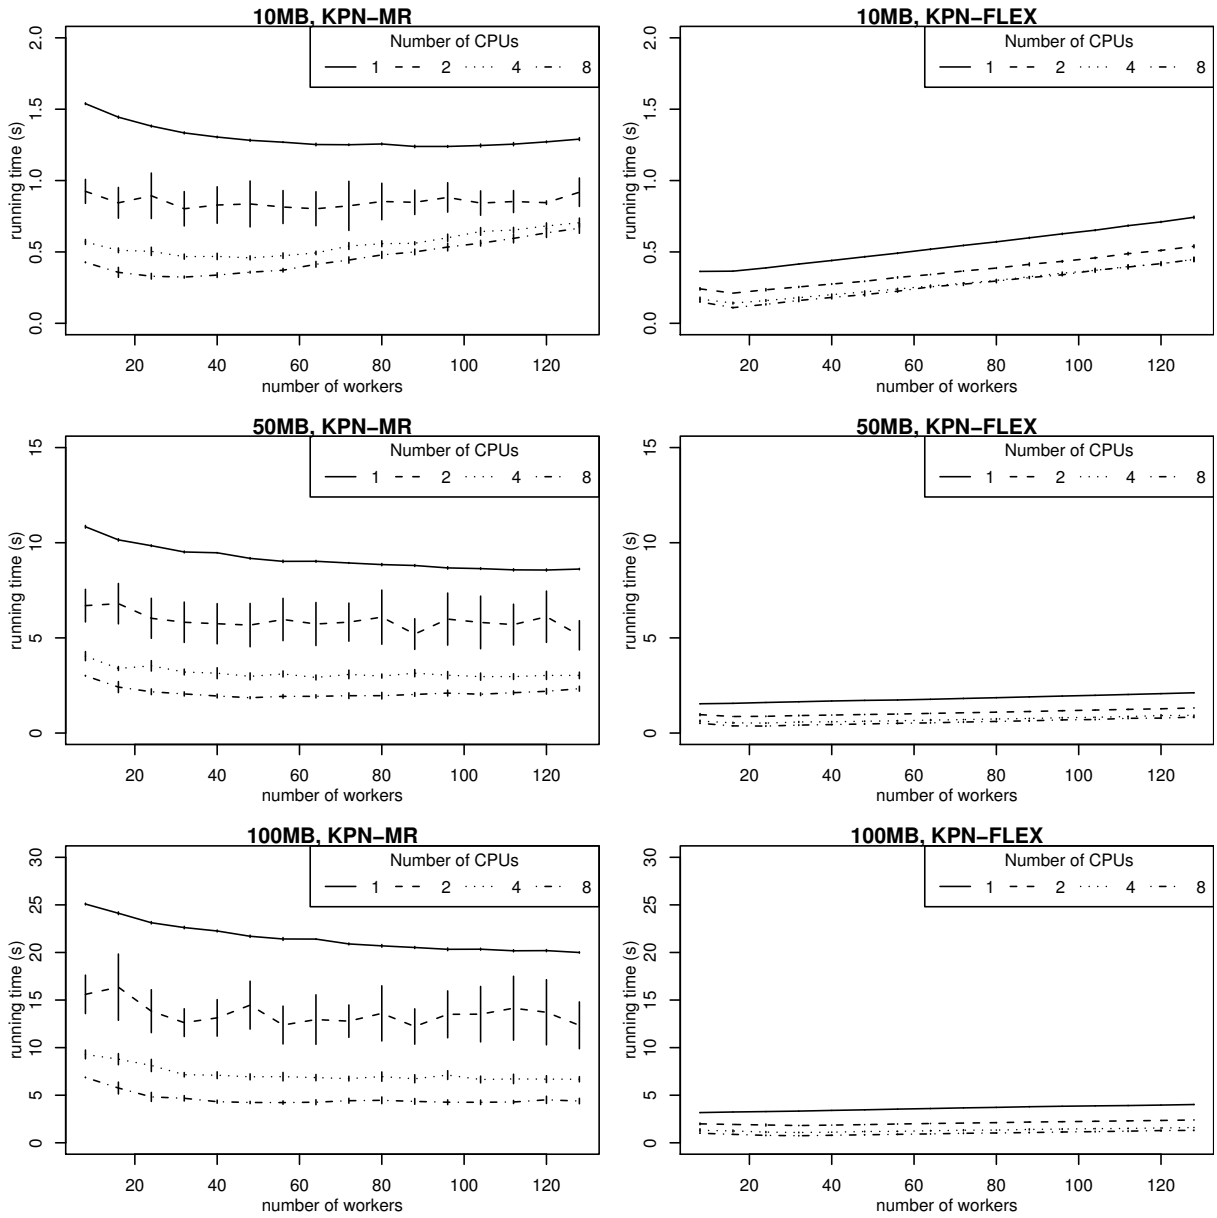 10MB, KPN−MR
Number of CPUs
1 2 4 8
2.0
1.5
1.0
0.5
0.0
running time (s)
20 40 60 80 100 120
number of workers
10MB, KPN−FLEX
Number of CPUs
1 2 4 8
2.0
1.5
1.0
0.5
0.0
running time (s)
20 40 60 80 100 120
number of workers
50MB, KPN−MR
Number of CPUs
1 2 4 8
15
10
5
0
running time (s)
20 40 60 80 100 120
number of workers
50MB, KPN−FLEX
Number of CPUs
1 2 4 8
15
10
5
0
running time (s)
20 40 60 80 100 120
number of workers
100MB, KPN−MR
Number of CPUs
1 2 4 8
30
25
20
15
10
5
0
running time (s)
20 40 60 80 100 120
number of workers
100MB, KPN−FLEX
Number of CPUs
1 2 4 8
30
25
20
15
10
5
0
running time (s)
20 40 60 80 100 120
number of workers